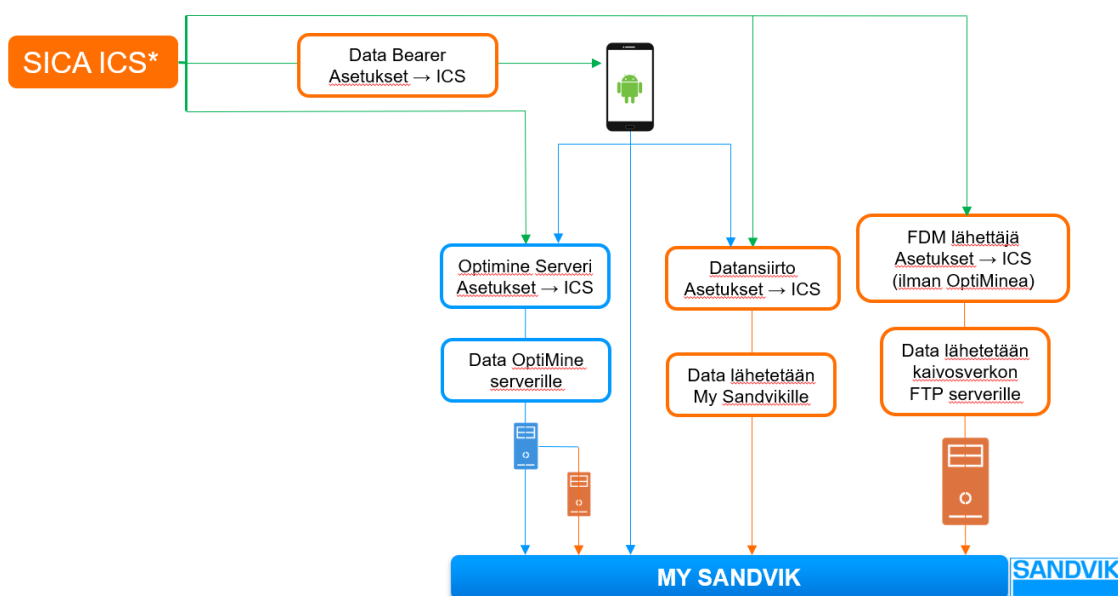 SICA ICS*
Data Bearer
Asetukset → ICS
Optimine Serveri
Asetukset → ICS
Datansiirto
Asetukset → ICS
FDM lähettäjä
Asetukset → ICS
(ilman OptiMinea)
Data OptiMine
serverille
Data lähetetään
My Sandvikille
Data lähetetään
kaivosverkon
FTP serverille
MY SANDVIK
SANDVIK